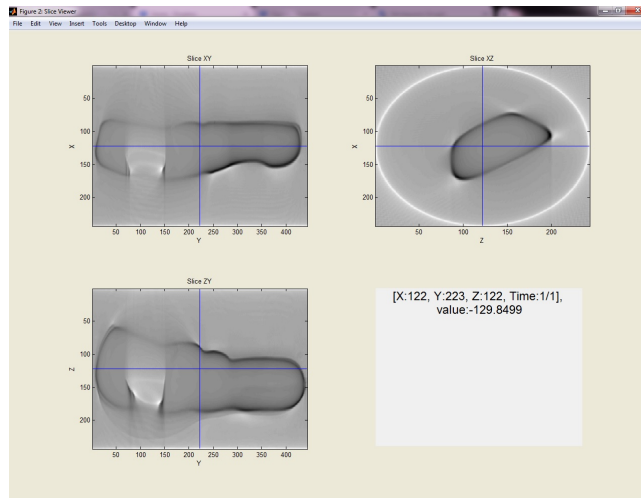 Figure 2: Slice Viewer
File Edit View Insert Tools Desktop Window Help
Slice XY
50
100
150
200
X
50 100 150 200 250 300 350 400
Y
Slice XZ
50
100
150
200
X
50 100 150 200
Z
Slice ZY
50
100
150
200
Z
50 100 150 200 250 300 350 400
Y
[X:122, Y:223, Z:122, Time:1/1],
value:-129.8499